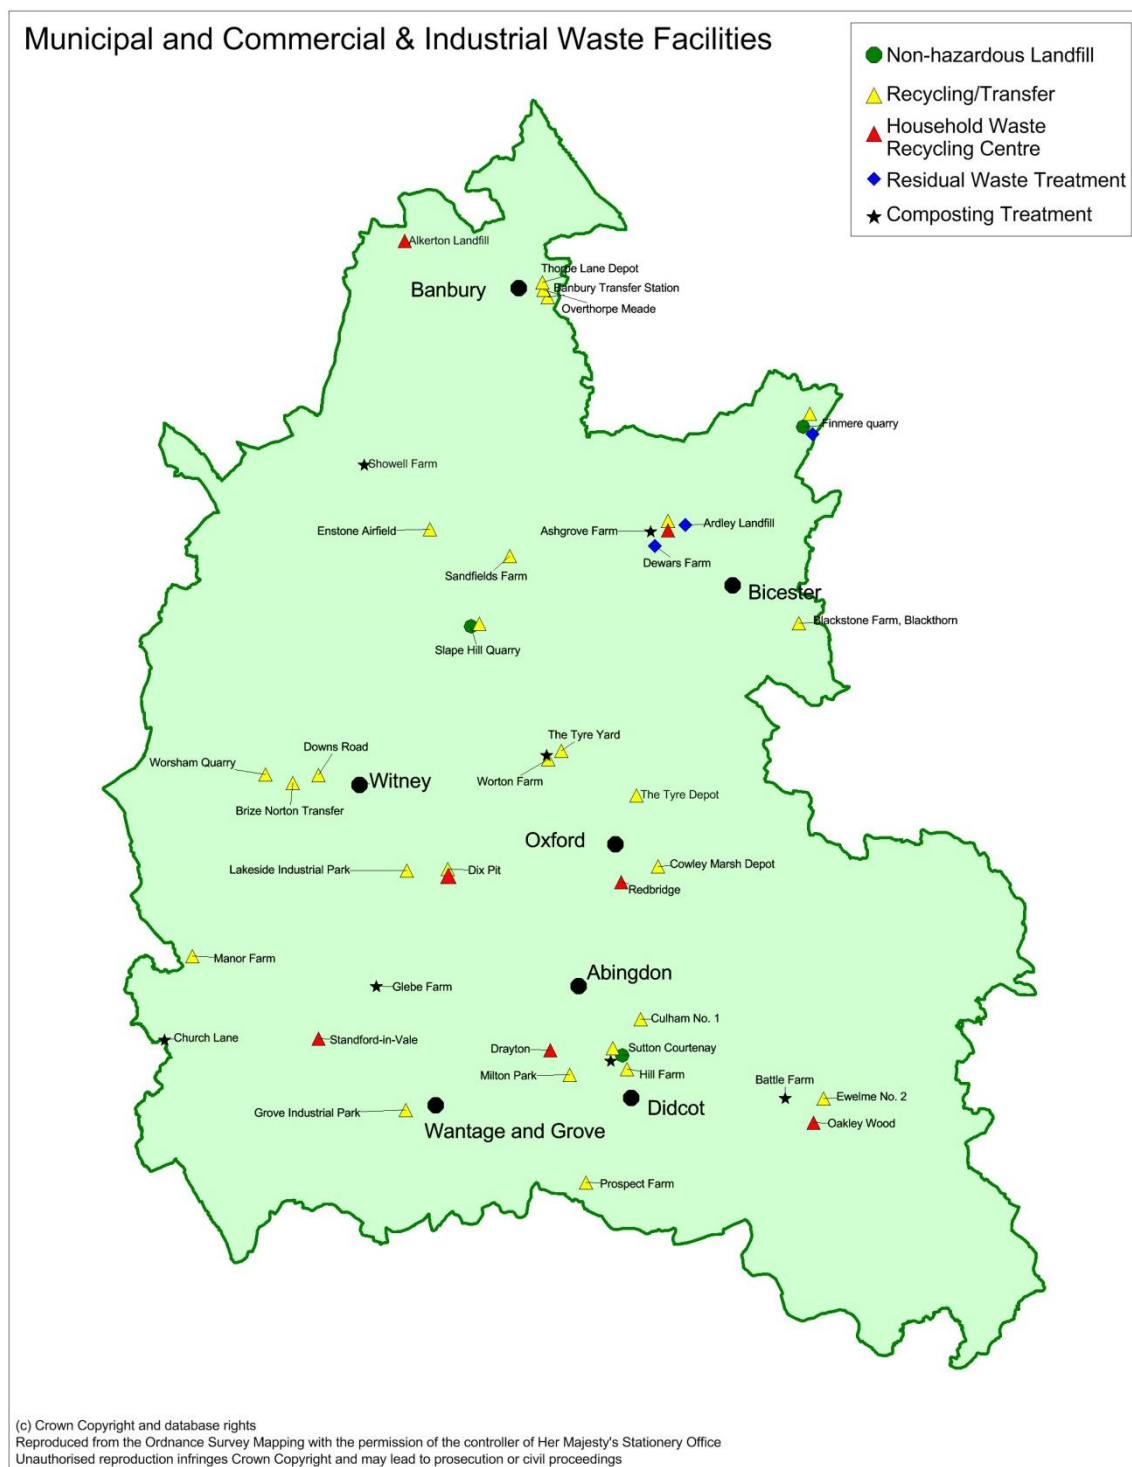 Municipal and Commercial & Industrial Waste Facilities
Non-hazardous Landfill
Recycling/Transfer
Household Waste
Recycling Centre
Residual Waste Treatment
Composting Treatment
Alkerton Landfill
Thorpe Lane Depot
Banbury
Banbury Transfer Station
Overthorpe Meade
Finmere quarry
Showell Farm
Enstone Airfield
Ashgrove Farm
Ardley Landfill
Sandfields Farm
Dewars Farm
Bicester
Blackstone Farm, Blackthorn
Slape Hill Quarry
The Tyre Yard
Downs Road
Worsham Quarry
Witney
Worton Farm
Brize Norton Transfer
The Tyre Depot
Oxford
Lakeside Industrial Park
Dix Pit
Cowley Marsh Depot
Redbridge
Manor Farm
Abingdon
Glebe Farm
Culham No. 1
Church Lane
Standford-in-Vale
Drayton
Sutton Courtenay
Milton Park
Hill Farm
Battle Farm
Ewelme No. 2
Didcot
Grove Industrial Park
Wantage and Grove
Oakley Wood
Prospect Farm
(c) Crown Copyright and database rights
Reproduced from the Ordnance Survey Mapping with the permission of the controller of Her Majesty's Stationery Office
Unauthorised reproduction infringes Crown Copyright and may lead to prosecution or civil proceedings